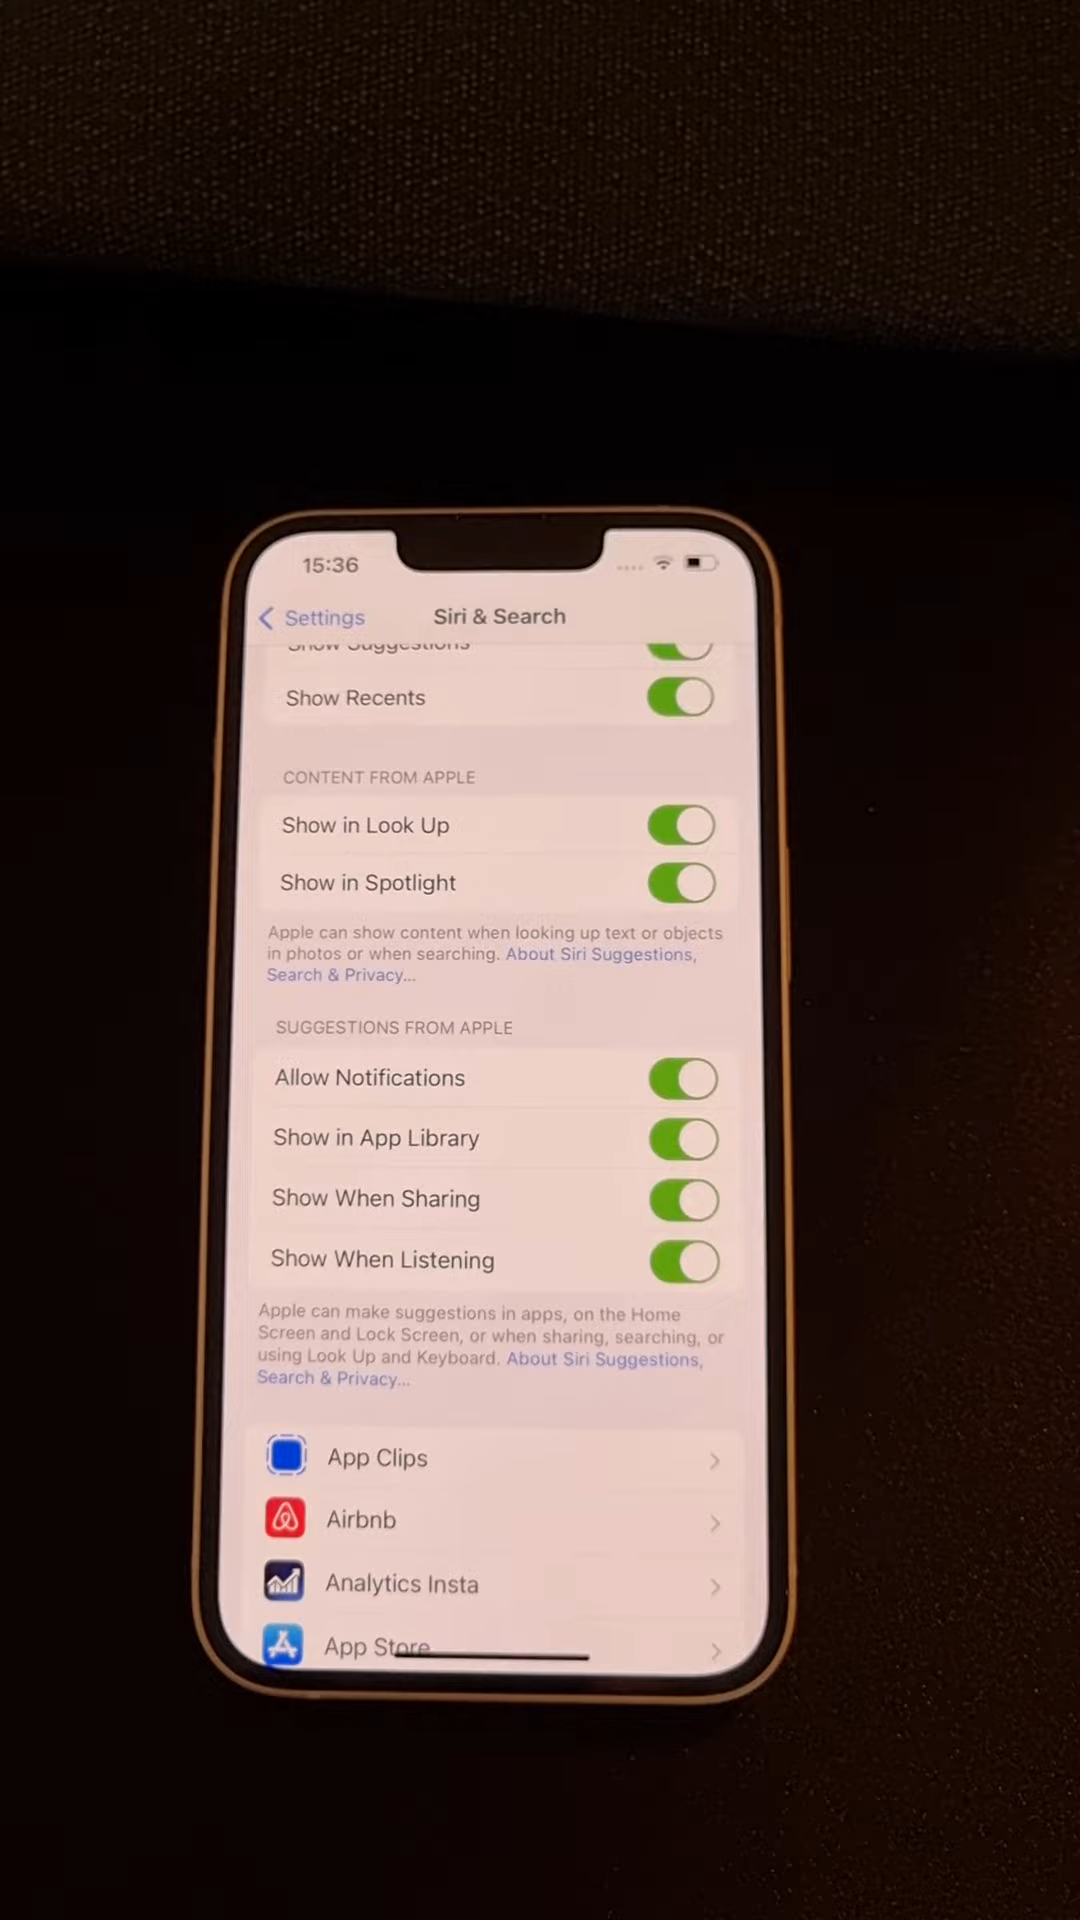 15:36
Settings
Siri & Search
Show Suggestions
Show Recents
CONTENT FROM APPLE
Show in Look Up
Show in Spotlight
Apple can show content when looking up text or objects
in photos or when searching. About Siri Suggestions,
Search & Privacy...
SUGGESTIONS FROM APPLE
Allow Notifications
Show in App Library
Show When Sharing
Show When Listening
Apple can make suggestions in apps, on the Home
Screen and Lock Screen, or when sharing, searching, or
using Look Up and Keyboard. About Siri Suggestions,
Search & Privacy...
App Clips
Airbnb
Analytics Insta
App Store